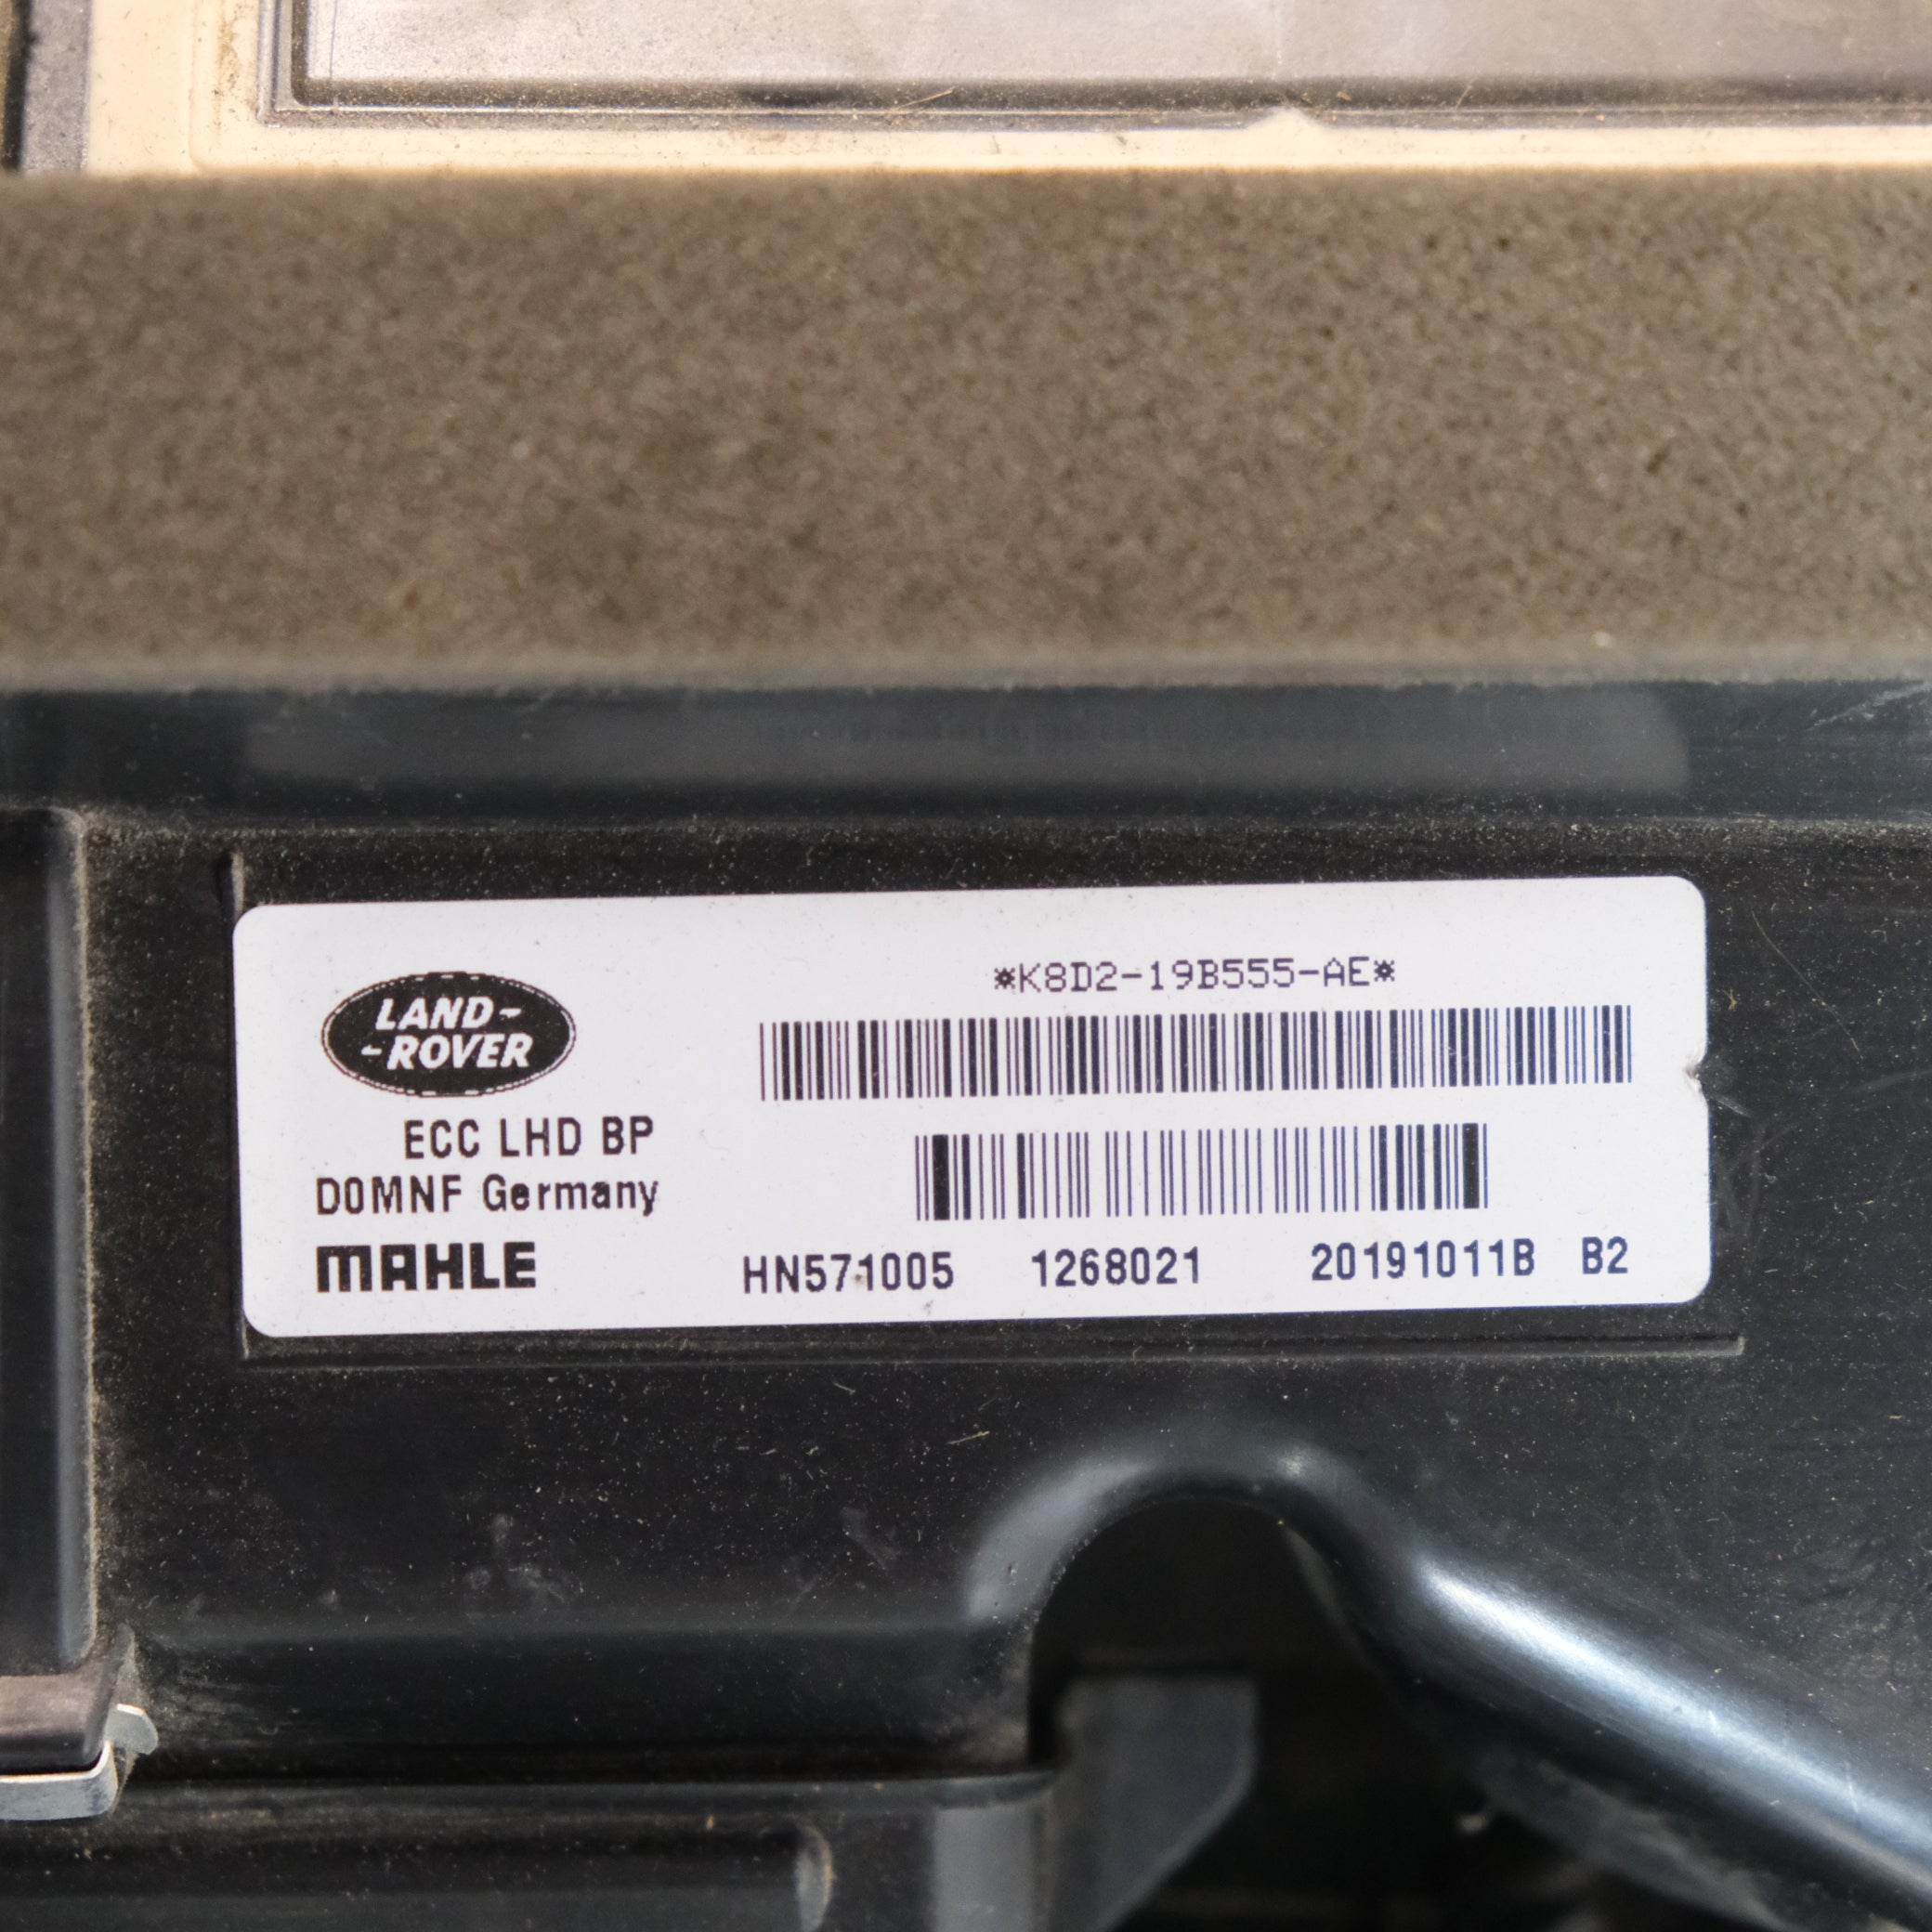 *K8D2-19B555-AE*
LAND-
-ROVER
ECC LHD BP
D0MNF Germany
MAHLE
HN571005 1268021 20191011B B2